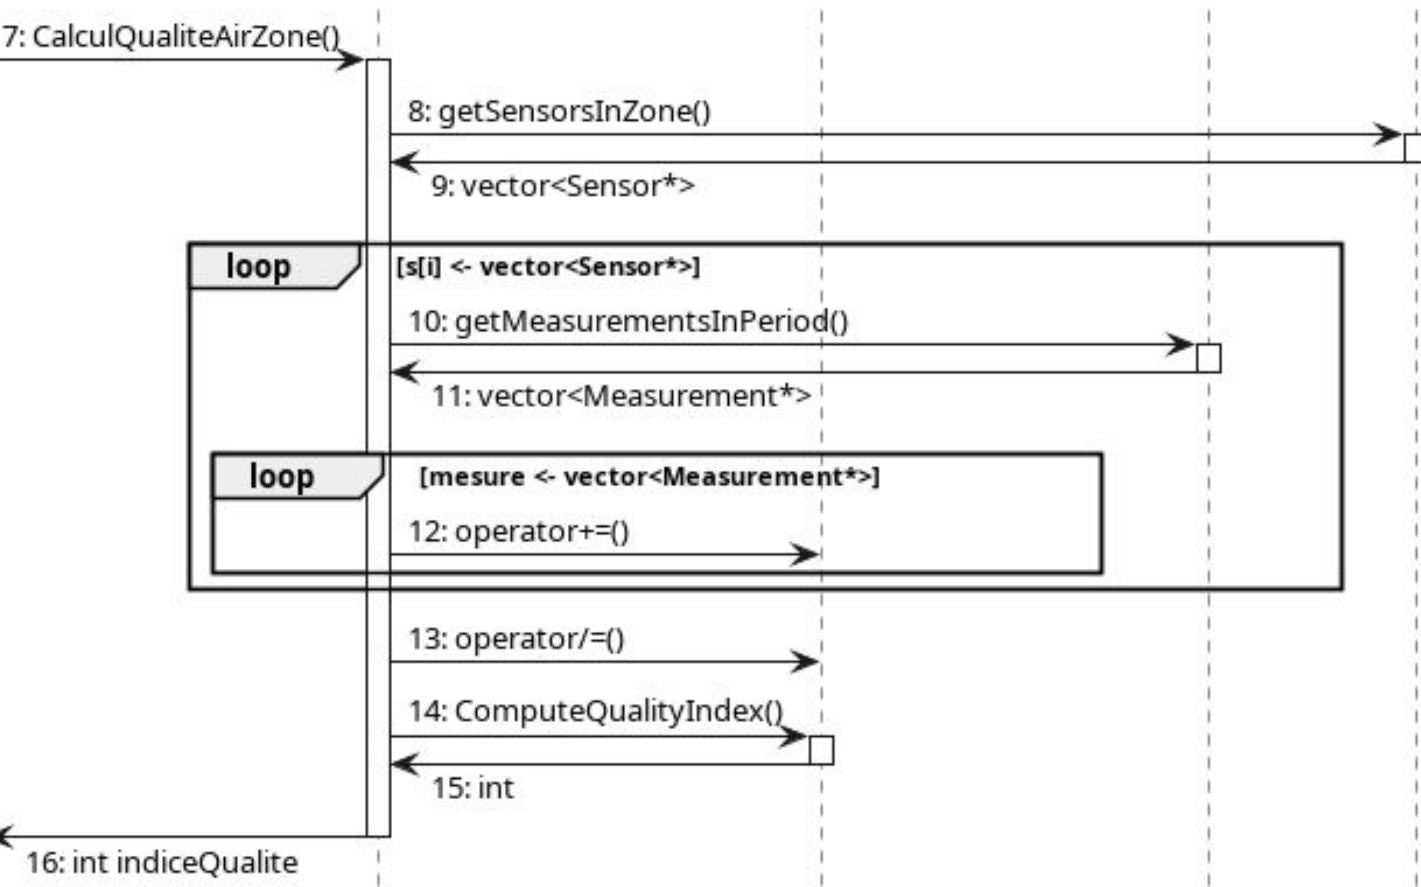 7: CalculQualiteAirZone()
8: getSensorsInZone()
9: vector<Sensor*>
loop [s[i] <- vector<Sensor*>]
10: getMeasurementsInPeriod()
11: vector<Measurement*>
loop [mesure <- vector<Measurement*>]
12: operator+=()
13: operator/=()
14: ComputeQualityIndex()
15: int
16: int indiceQualite